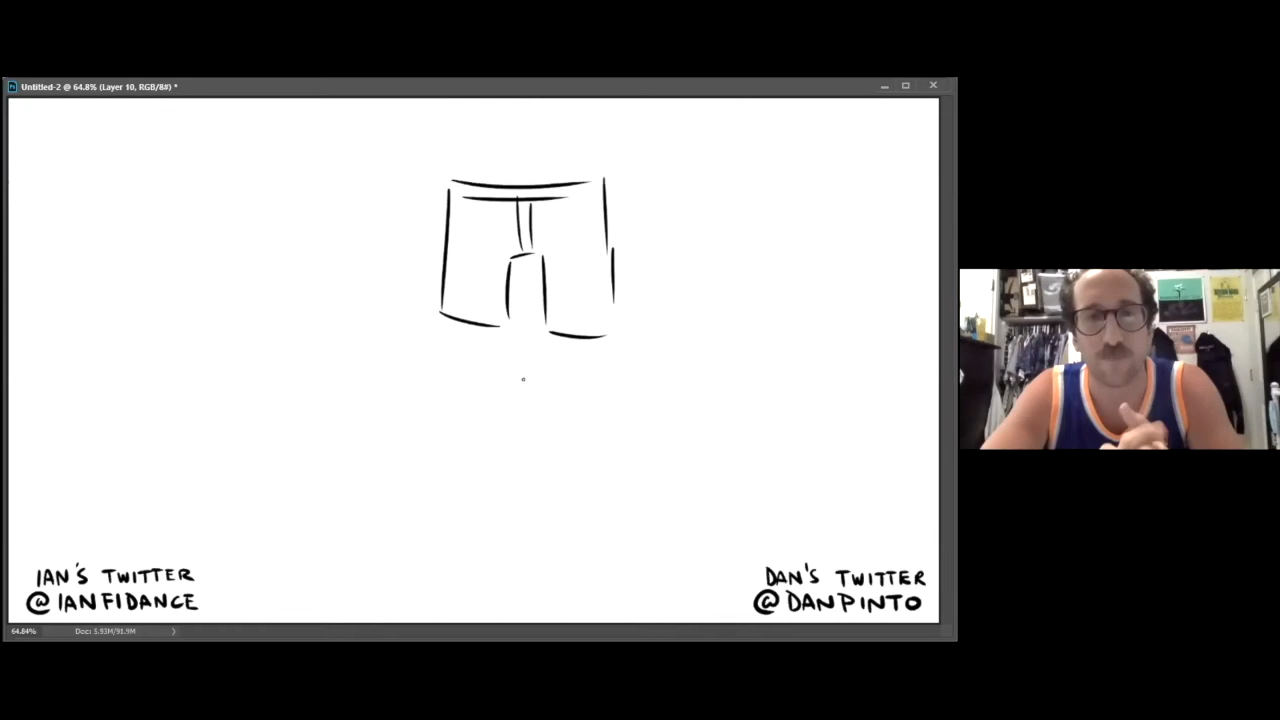 Untitled-2 @ 64.8% (Layer 10, RGB/8#) *
IAN'S TWITTER
@IANFIDANCE
DAN'S TWITTER
@DANPINTO
64.84%
Doc: 5.93M/91.9M